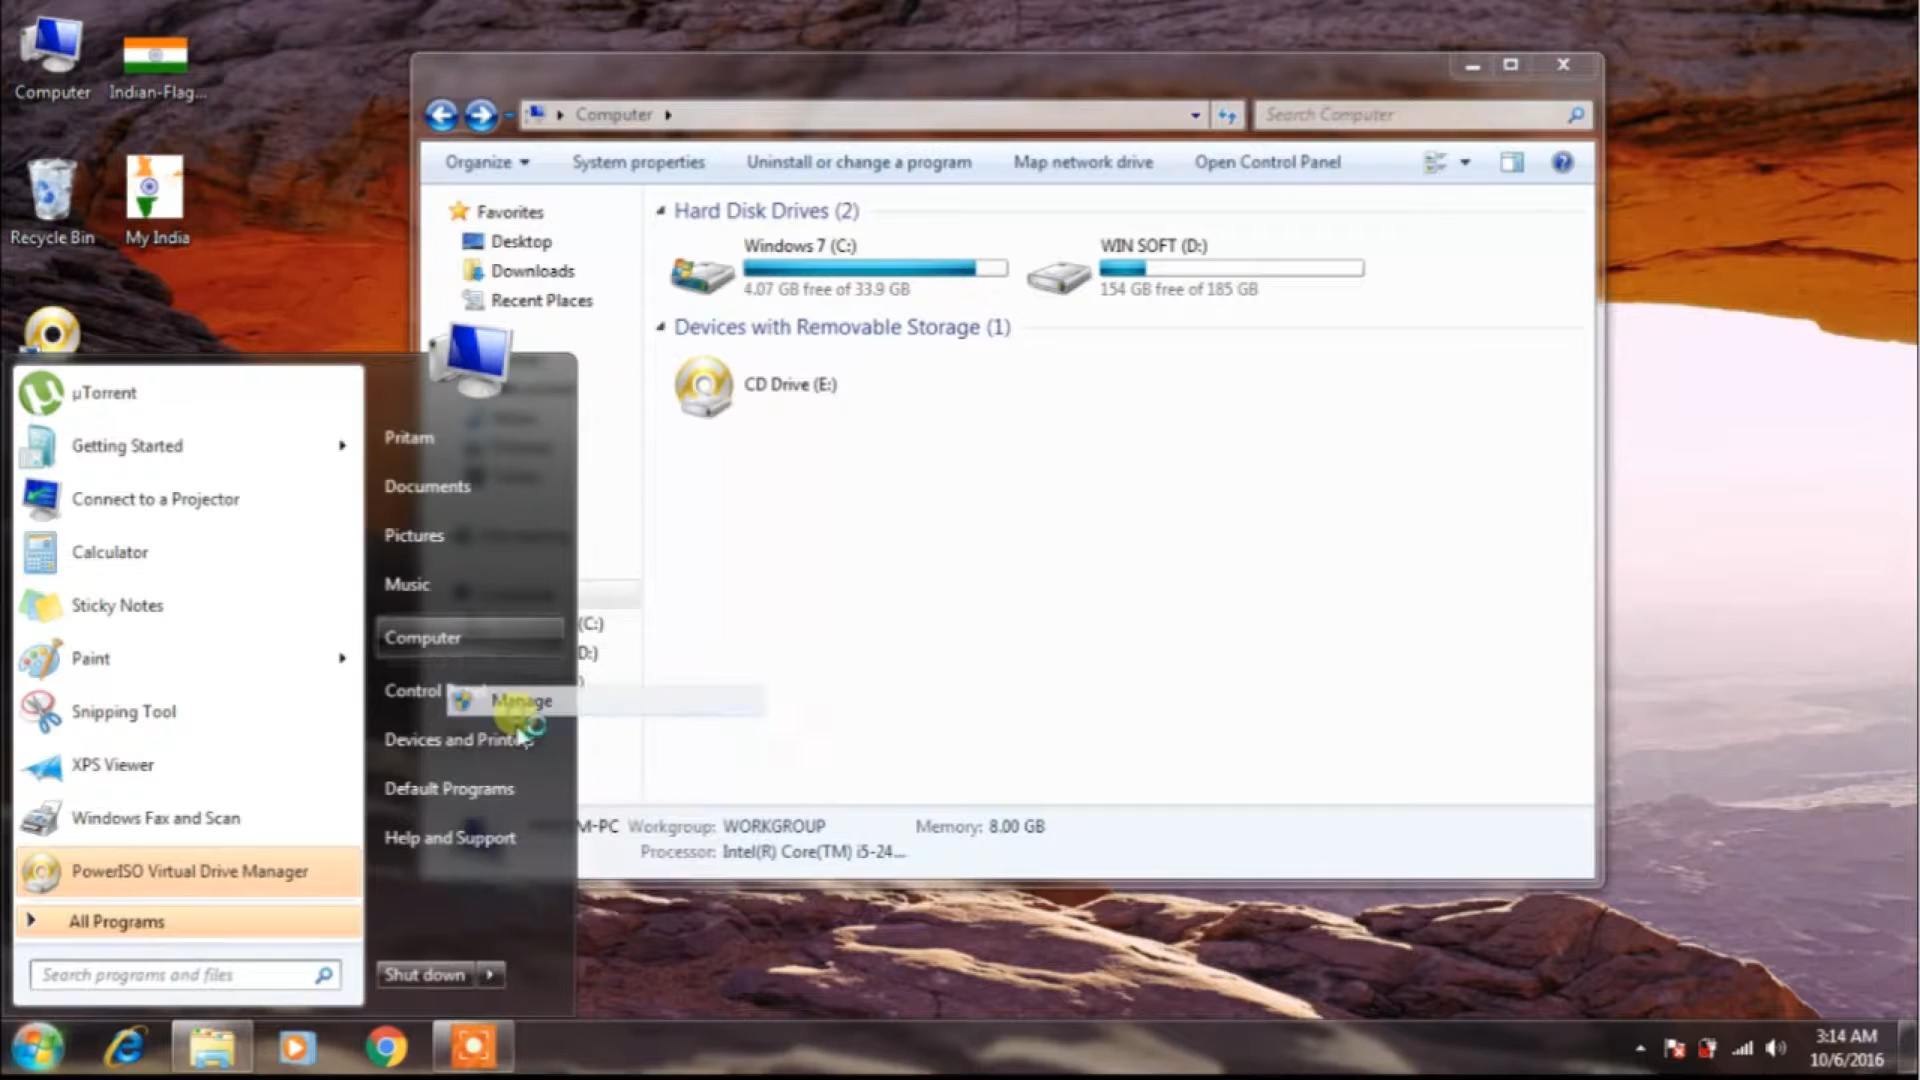 Computer
Indian-Flag...
Recycle Bin
My India
Computer
Search Computer
Organize
System properties
Uninstall or change a program
Map network drive
Open Control Panel
Favorites
Desktop
Downloads
Recent Places
Hard Disk Drives (2)
Windows 7 (C:)
4.07 GB free of 33.9 GB
WIN SOFT (D:)
154 GB free of 185 GB
Devices with Removable Storage (1)
CD Drive (E:)
(C:)
D:)
M-PC Workgroup: WORKGROUP
Memory: 8.00 GB
Processor: Intel(R) Core(TM) i5-24...
µTorrent
Getting Started
Connect to a Projector
Calculator
Sticky Notes
Paint
Snipping Tool
XPS Viewer
Windows Fax and Scan
PowerISO Virtual Drive Manager
All Programs
Search programs and files
Pritam
Documents
Pictures
Music
Computer
Control Panel
Manage
Devices and Printers
Default Programs
Help and Support
Shut down
3:14 AM
10/6/2016